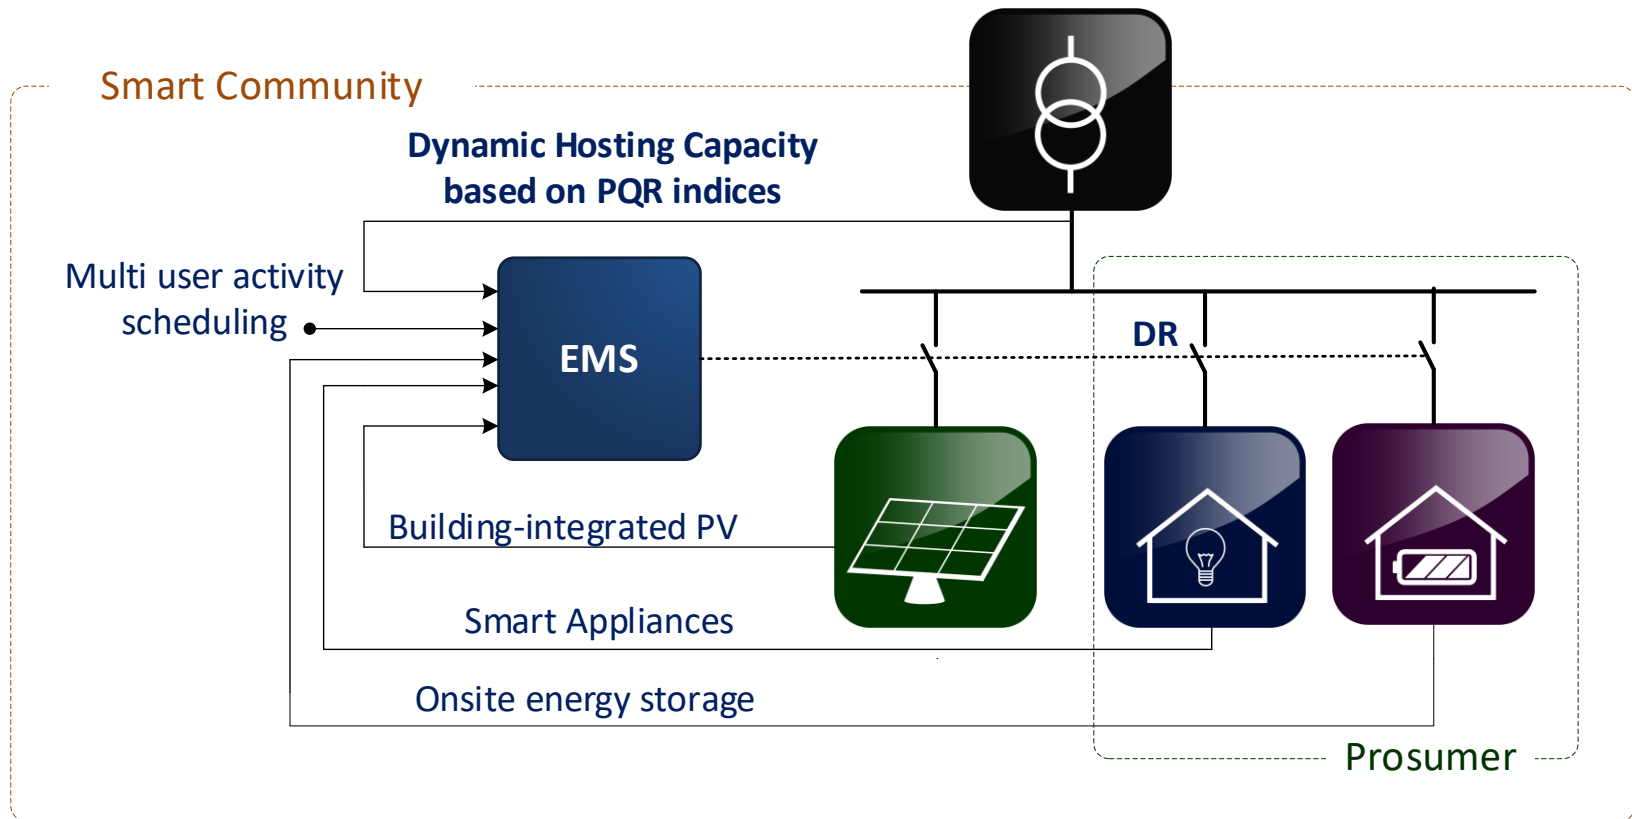 Smart Community
Dynamic Hosting Capacity
based on PQR indices
Multi user activity
scheduling
EMS
DR
Building-integrated PV
Smart Appliances
Onsite energy storage
Prosumer